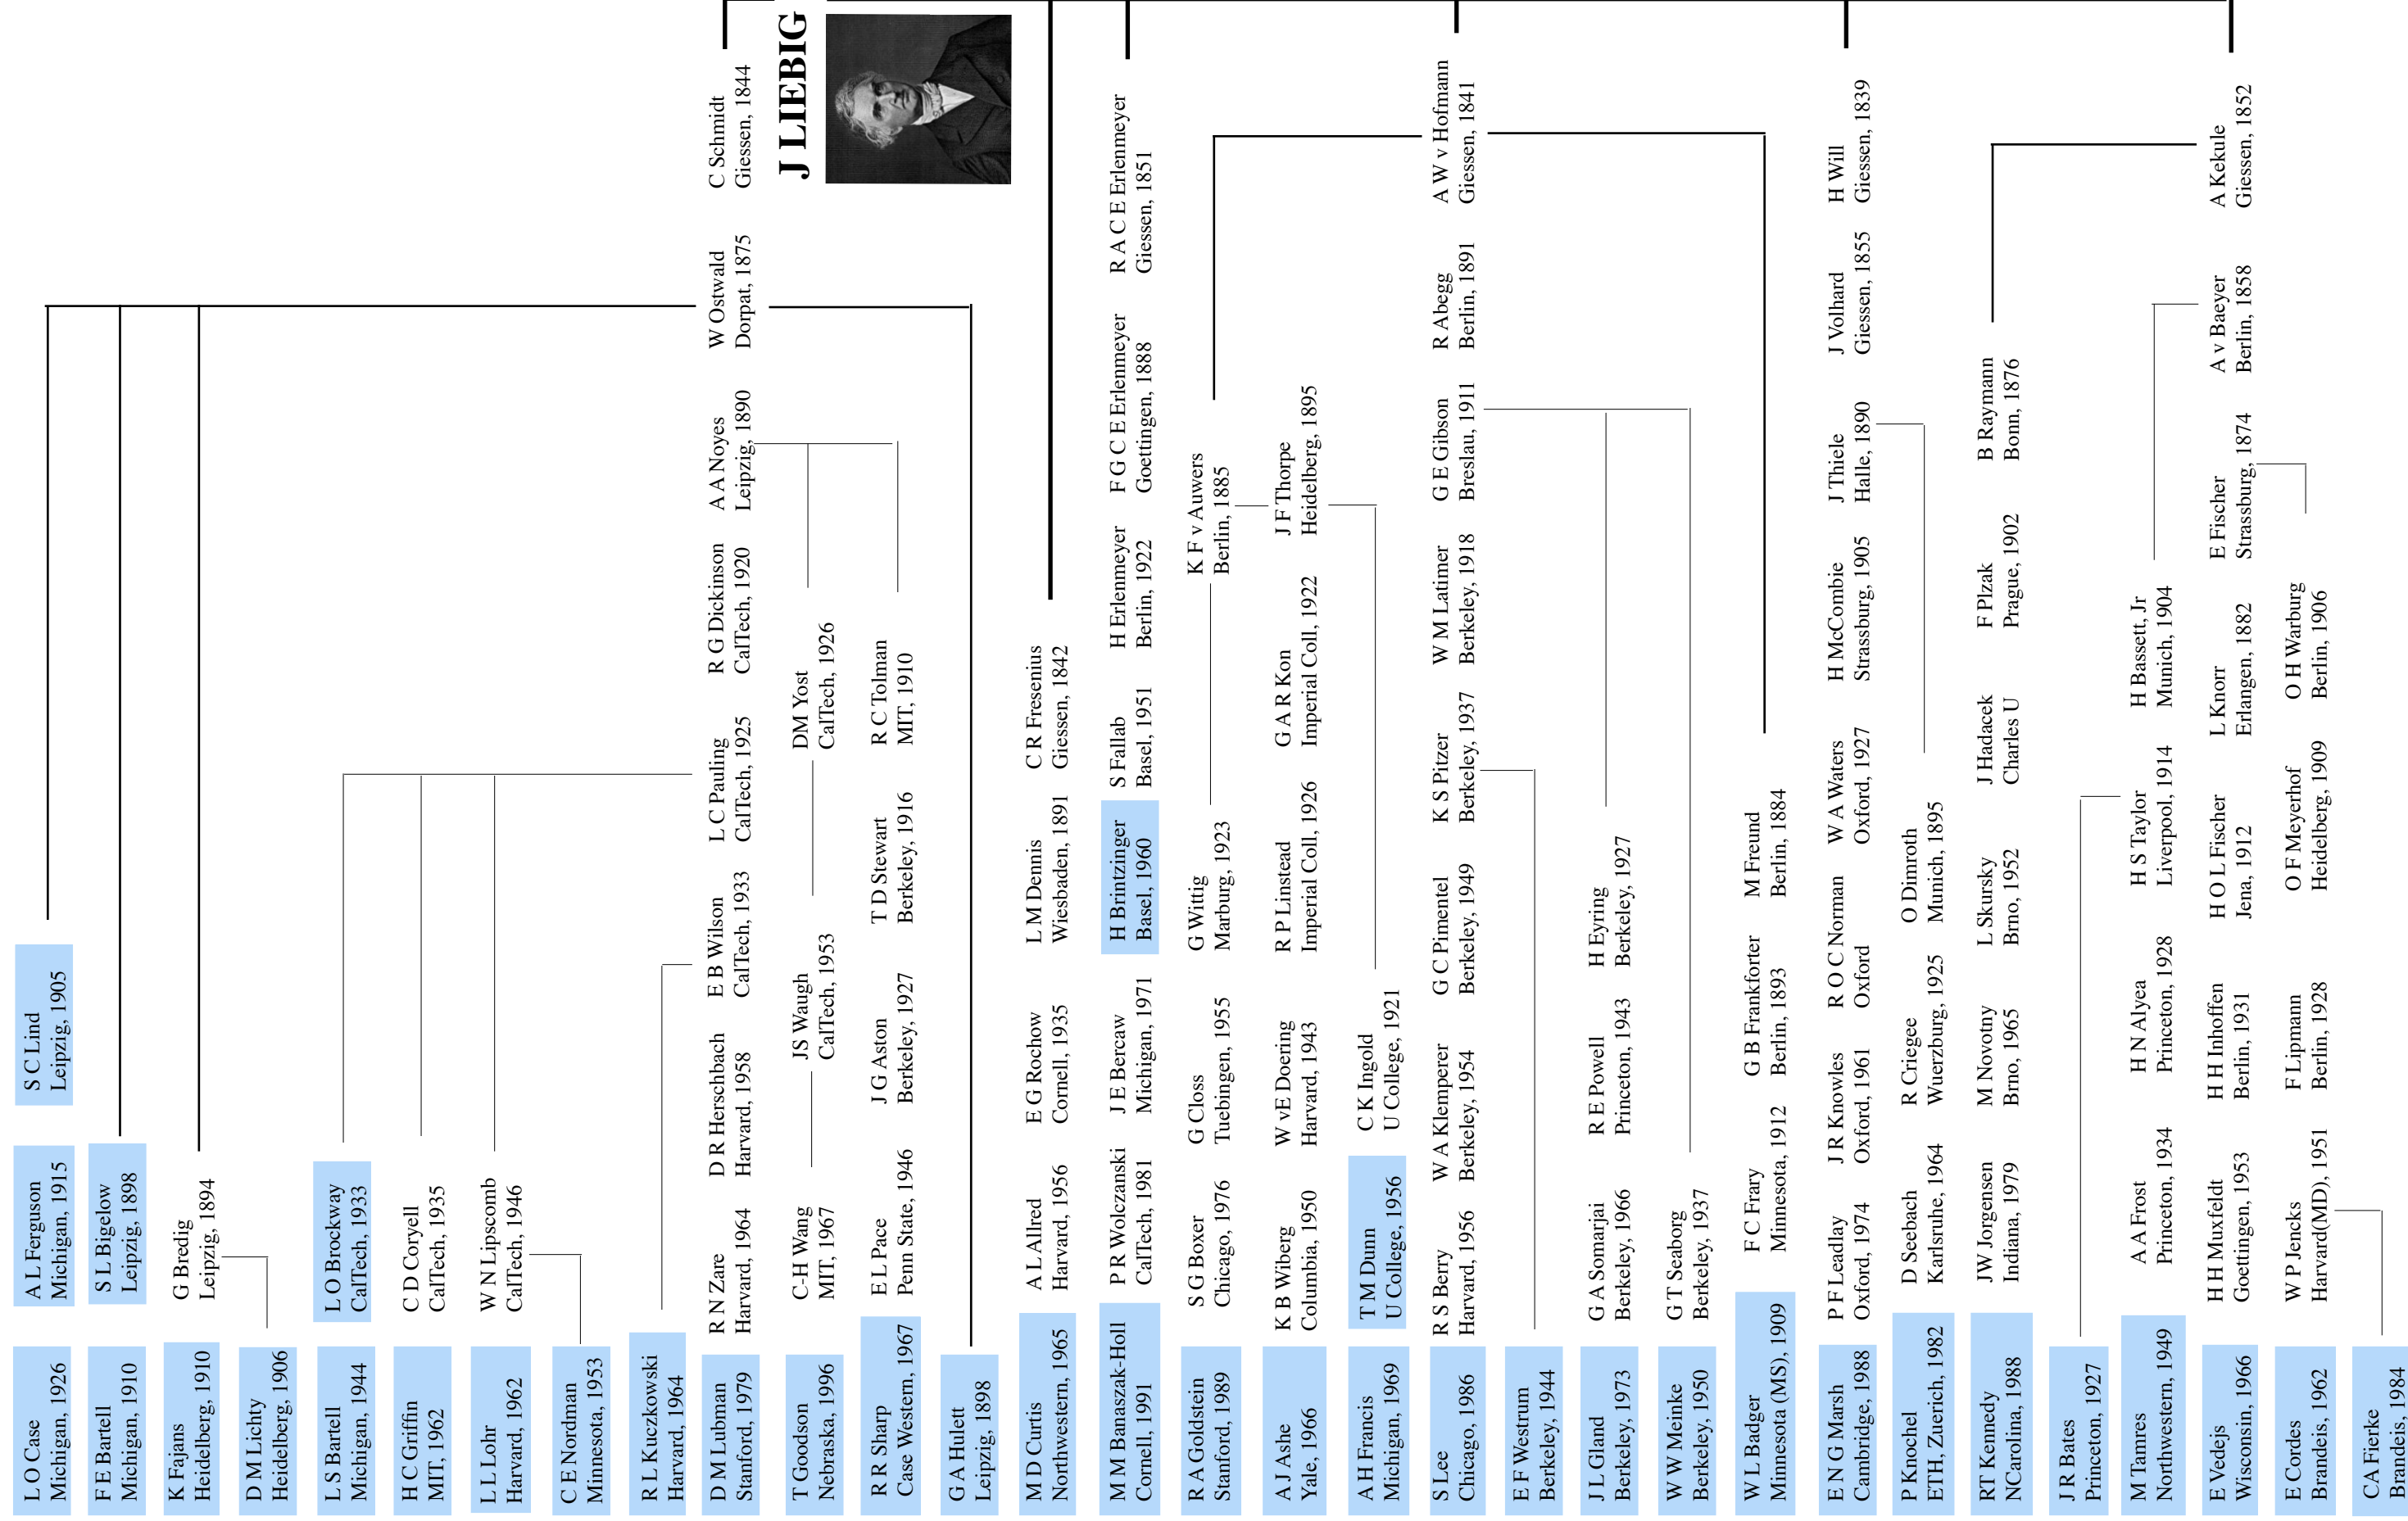 J LIEBIG
L O Case
Michigan, 1926
A L Ferguson
Michigan, 1915
S C Lind
Leipzig, 1905
F E Bartell
Michigan, 1910
S L Bigelow
Leipzig, 1898
K Fajans
Heidelberg, 1910
G Bredig
Leipzig, 1894
D M Lichty
Heidelberg, 1906
L S Bartell
Michigan, 1944
L O Brockway
CalTech, 1933
H C Griffin
MIT, 1962
C D Coryell
CalTech, 1935
L L Lohr
Harvard, 1962
W N Lipscomb
CalTech, 1946
C E Nordman
Minnesota, 1953
R L Kuczkowski
Harvard, 1964
D M Lubman
Stanford, 1979
R N Zare
Harvard, 1964
D R Herschbach
Harvard, 1958
E B Wilson
CalTech, 1933
L C Pauling
CalTech, 1925
R G Dickinson
CalTech, 1920
A A Noyes
Leipzig, 1890
W Ostwald
Dorpat, 1875
C Schmidt
Giessen, 1844
T Goodson
Nebraska, 1996
C-H Wang
MIT, 1967
JS Waugh
CalTech, 1953
DM Yost
CalTech, 1926
R R Sharp
Case Western, 1967
E L Pace
Penn State, 1946
J G Aston
Berkeley, 1927
T D Stewart
Berkeley, 1916
R C Tolman
MIT, 1910
G A Hulett
Leipzig, 1898
M D Curtis
Northwestern, 1965
A L Allred
Harvard, 1956
E G Rochow
Cornell, 1935
L M Dennis
Wiesbaden, 1891
C R Fresenius
Giessen, 1842
M M Banaszak-Holl
Cornell, 1991
P R Wolczanski
CalTech, 1981
J E Bercaw
Michigan, 1971
H Brintzinger
Basel, 1960
S Fallab
Basel, 1951
H Erlenmeyer
Berlin, 1922
F G C E Erlenmeyer
Goettingen, 1888
R A C E Erlenmeyer
Giessen, 1851
R A Goldstein
Stanford, 1989
S G Boxer
Chicago, 1976
G Closs
Tuebingen, 1955
G Wittig
Marburg, 1923
K F v Auwers
Berlin, 1885
A J Ashe
Yale, 1966
K B Wiberg
Columbia, 1950
W vE Doering
Harvard, 1943
R P Linstead
Imperial Coll, 1926
G A R Kon
Imperial Coll, 1922
J F Thorpe
Heidelberg, 1895
A H Francis
Michigan, 1969
T M Dunn
U College, 1956
C K Ingold
U College, 1921
S Lee
Chicago, 1986
R S Berry
Harvard, 1956
W A Klemperer
Berkeley, 1954
G C Pimentel
Berkeley, 1949
K S Pitzer
Berkeley, 1937
W M Latimer
Berkeley, 1918
G E Gibson
Breslau, 1911
R Abegg
Berlin, 1891
A W v Hofmann
Giessen, 1841
E F Westrum
Berkeley, 1944
J L Gland
Berkeley, 1973
G A Somarjai
Berkeley, 1966
R E Powell
Princeton, 1943
H Eyring
Berkeley, 1927
W W Meinke
Berkeley, 1950
G T Seaborg
Berkeley, 1937
W L Badger
Minnesota (MS), 1909
F C Frary
Minnesota, 1912
G B Frankforter
Berlin, 1893
M Freund
Berlin, 1884
E N G Marsh
Cambridge, 1988
P F Leadlay
Oxford, 1974
J R Knowles
Oxford, 1961
R O C Norman
Oxford
W A Waters
Oxford, 1927
H McCombie
Strassburg, 1905
J Thiele
Halle, 1890
J Volhard
Giessen, 1855
H Will
Giessen, 1839
P Knochel
ETH, Zuerich, 1982
D Seebach
Karlsruhe, 1964
R Criegee
Wuerzburg, 1925
O Dimroth
Munich, 1895
RT Kennedy
NCarolina, 1988
JW Jorgensen
Indiana, 1979
M Novotny
Brno, 1965
L Skursky
Brno, 1952
J Hadacek
Charles U
F Plzak
Prague, 1902
B Raymann
Bonn, 1876
J R Bates
Princeton, 1927
M Tamres
Northwestern, 1949
A A Frost
Princeton, 1934
H N Alyea
Princeton, 1928
H S Taylor
Liverpool, 1914
H Bassett, Jr
Munich, 1904
E Vedejs
Wisconsin, 1966
H H Muxfeldt
Goettingen, 1953
H H Inhoffen
Berlin, 1931
H O L Fischer
Jena, 1912
L Knorr
Erlangen, 1882
E Fischer
Strassburg, 1874
A v Baeyer
Berlin, 1858
A Kekule
Giessen, 1852
E Cordes
Brandeis, 1962
W P Jencks
Harvard(MD), 1951
F Lipmann
Berlin, 1928
O F Meyerhof
Heidelberg, 1909
O H Warburg
Berlin, 1906
CA Fierke
Brandeis, 1984